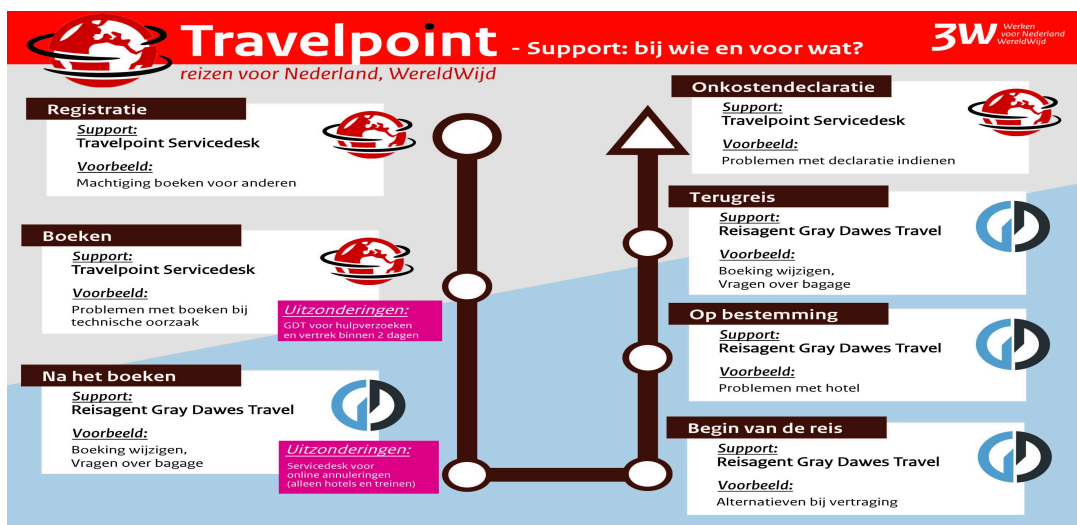 Travelpoint - Support: bij wie en voor wat?
reizen voor Nederland, WereldWijd
3W Werken
voor Nederland
WereldWijd
Registratie
Support:
Travelpoint Servicedesk
Voorbeeld:
Machtiging boeken voor anderen
Boeken
Support:
Travelpoint Servicedesk
Voorbeeld:
Problemen met boeken bij
technische oorzaak
Uitzonderingen:
GDT voor hulpverzoeken
en vertrek binnen 2 dagen
Na het boeken
Support:
Reisagent Gray Dawes Travel
Voorbeeld:
Boeking wijzigen,
Vragen over bagage
Uitzonderingen:
Servicedesk voor
online annuleringen
(alleen hotels en treinen)
Begin van de reis
Support:
Reisagent Gray Dawes Travel
Voorbeeld:
Alternatieven bij vertraging
Op bestemming
Support:
Reisagent Gray Dawes Travel
Voorbeeld:
Problemen met hotel
Terugreis
Support:
Reisagent Gray Dawes Travel
Voorbeeld:
Boeking wijzigen,
Vragen over bagage
Onkostendeclaratie
Support:
Travelpoint Servicedesk
Voorbeeld:
Problemen met declaratie indienen